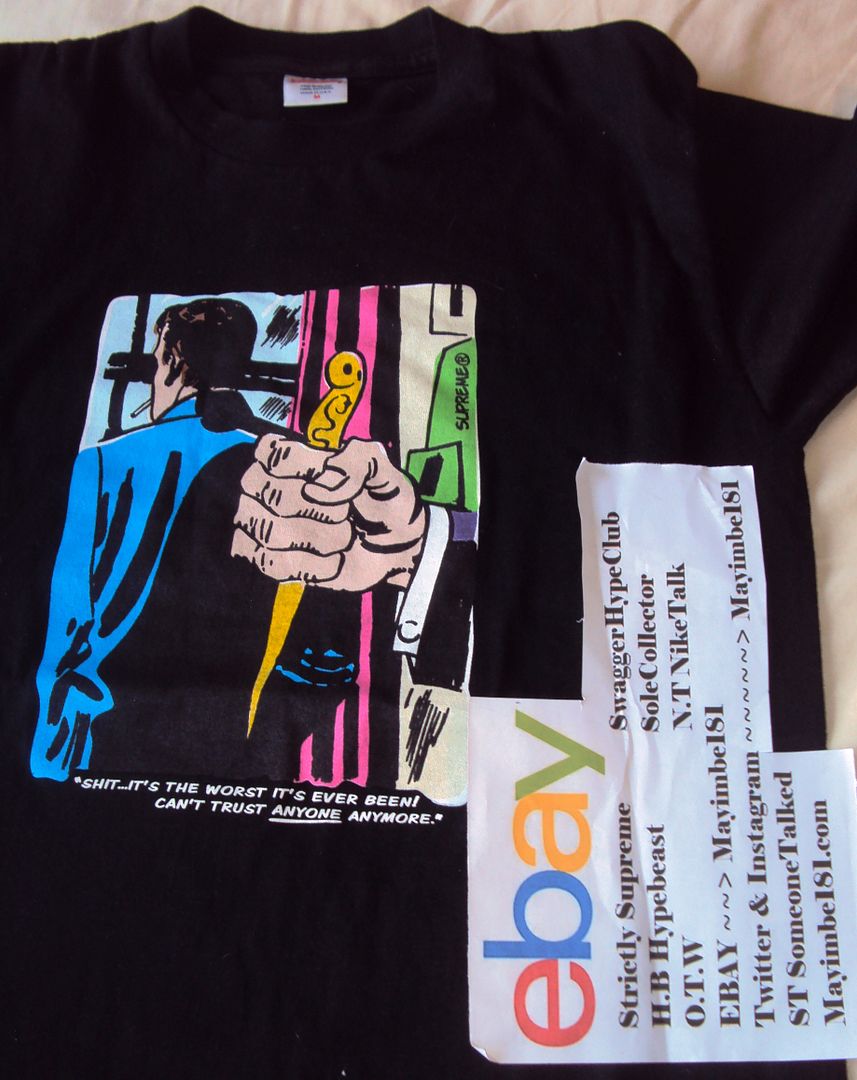 M
SUPREME®
"SHIT...IT'S THE WORST IT'S EVER BEEN!
CAN'T TRUST ANYONE ANYMORE."
ebay
Strictly Supreme SwaggerHypeClub
H.B Hypebeast SoleCollector
O.T.W N.T NikeTalk
EBAY ~~> Mayimbe181
Twitter & Instagram ~~~~~> Mayimbe181
ST SomeoneTalked
Mayimbe181.com